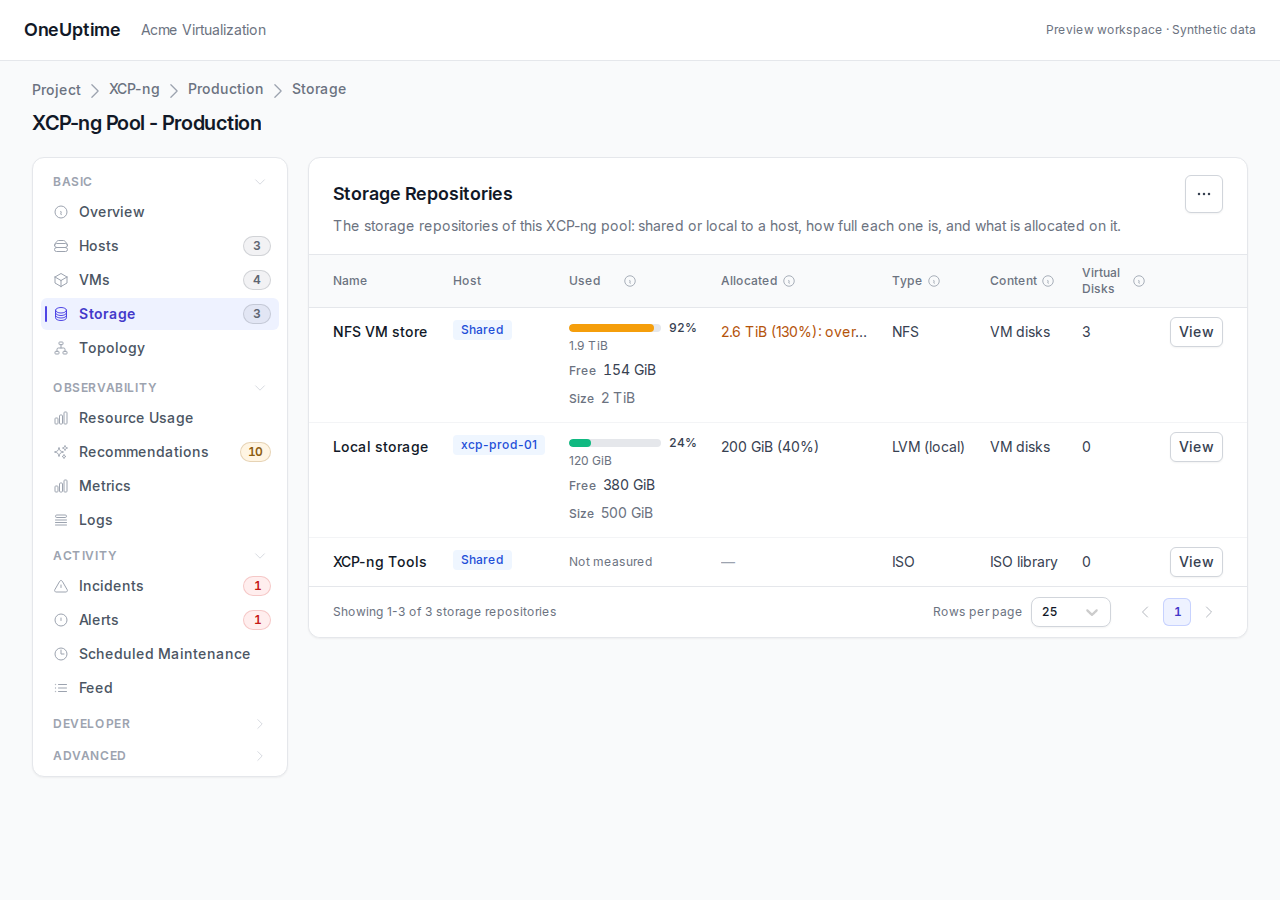 OneUptime Acme Virtualization Preview workspace · Synthetic data
Project XCP-ng Production Storage
XCP-ng Pool - Production
BASIC
Overview
Hosts 3
VMs 4
Storage 3
Topology
OBSERVABILITY
Resource Usage
Recommendations 10
Metrics
Logs
ACTIVITY
Incidents 1
Alerts 1
Scheduled Maintenance
Feed
DEVELOPER
ADVANCED
Storage Repositories
The storage repositories of this XCP-ng pool: shared or local to a host, how full each one is, and what is allocated on it.
Name Host Used Allocated Type Content Virtual Disks
NFS VM store Shared 92% 2.6 TiB (130%): over... NFS VM disks 3 View
1.9 TiB
Free 154 GiB
Size 2 TiB
Local storage xcp-prod-01 24% 200 GiB (40%) LVM (local) VM disks 0 View
120 GiB
Free 380 GiB
Size 500 GiB
XCP-ng Tools Shared Not measured — ISO ISO library 0 View
Showing 1-3 of 3 storage repositories Rows per page 25 1